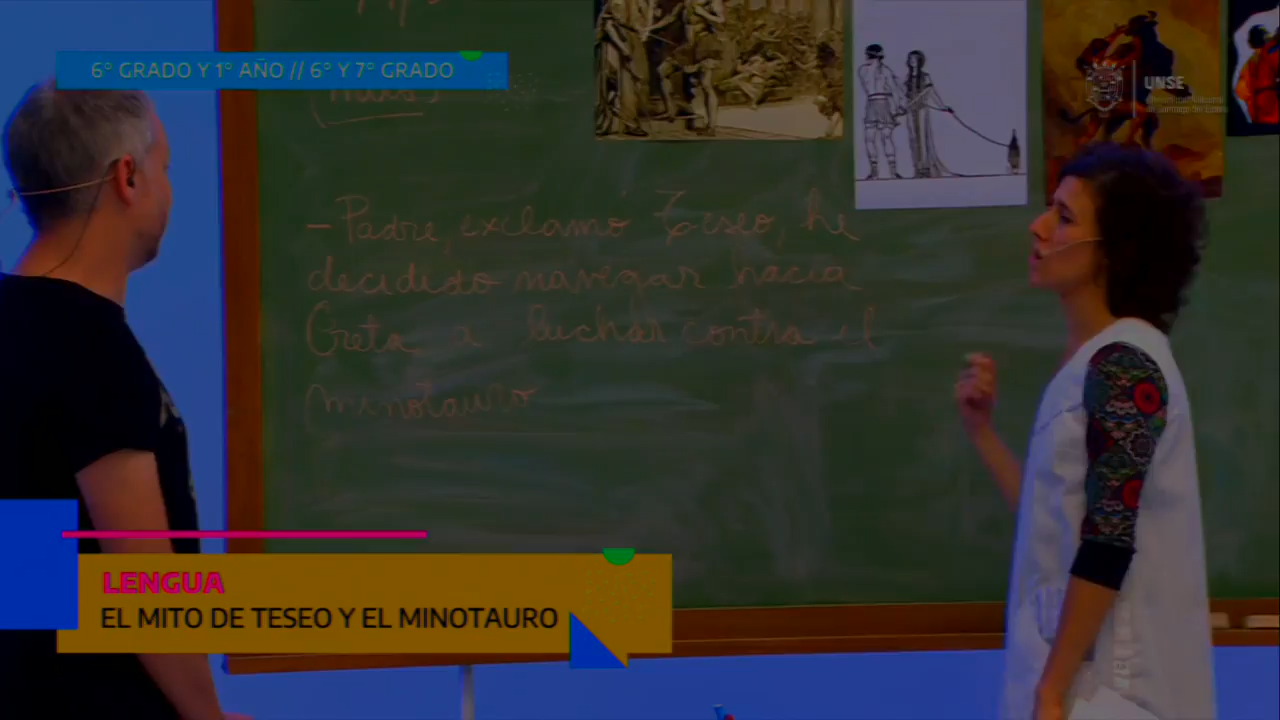 6° GRADO Y 1° AÑO // 6° Y 7° GRADO
UNSE
- Padre, exclamó Teseo, he
decidido navegar hacia
Creta a luchar contra el
minotauro
LENGUA
EL MITO DE TESEO Y EL MINOTAURO